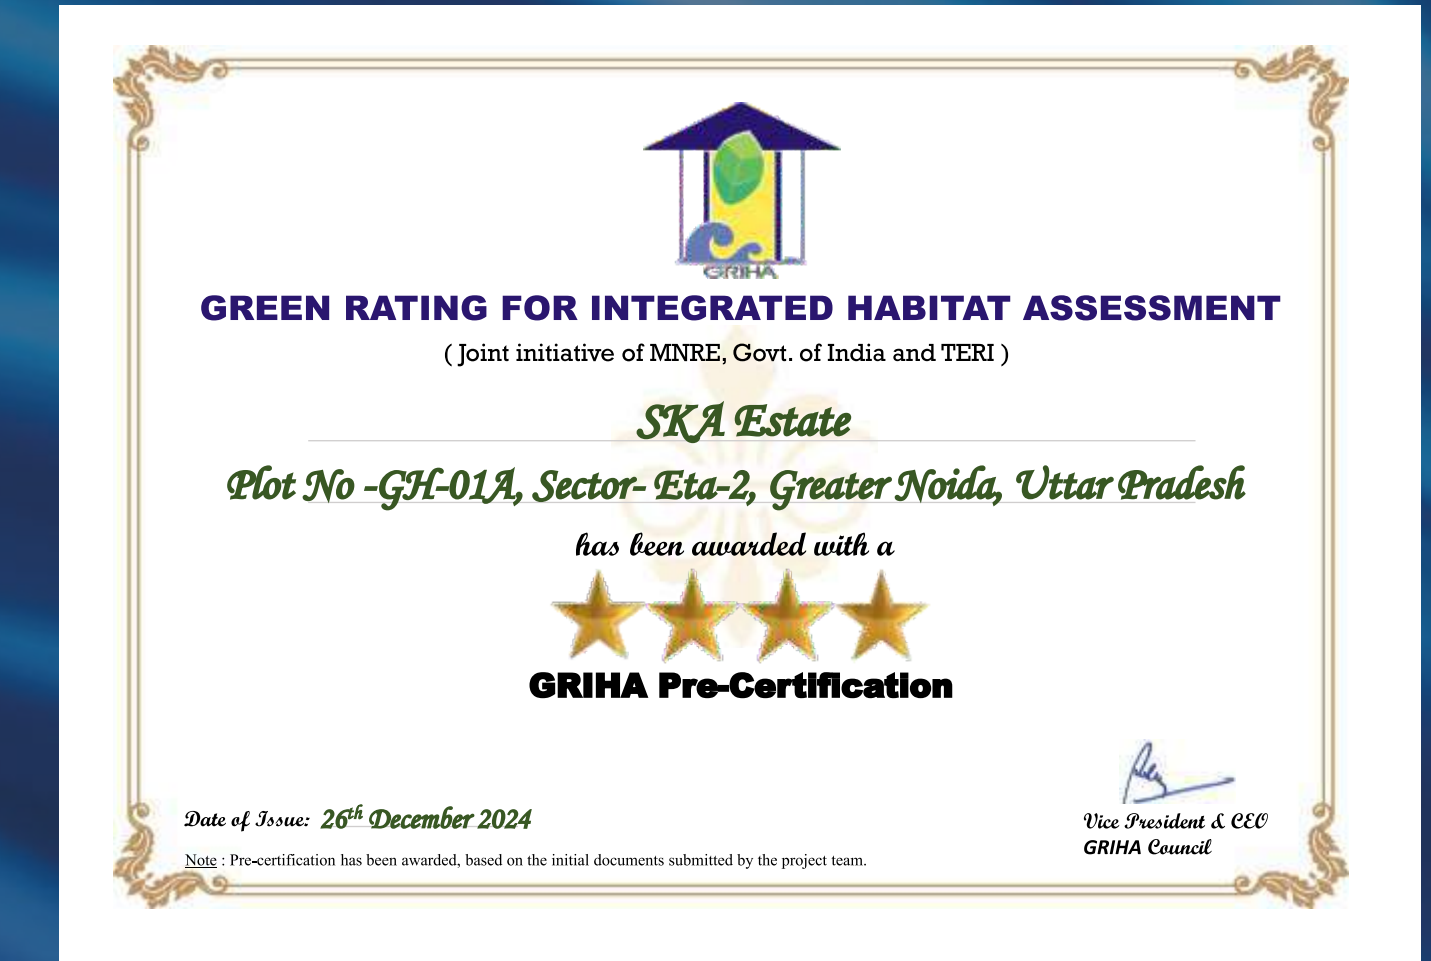 GRIHA
GREEN RATING FOR INTEGRATED HABITAT ASSESSMENT
( Joint initiative of MNRE, Govt. of India and TERI )
SKA Estate
Plot No -GH-01A, Sector- Eta-2, Greater Noida, Uttar Pradesh
has been awarded with a
GRIHA Pre-Certification
Date of Issue: 26th December 2024
Vice President & CEO
GRIHA Council
Note : Pre-certification has been awarded, based on the initial documents submitted by the project team.